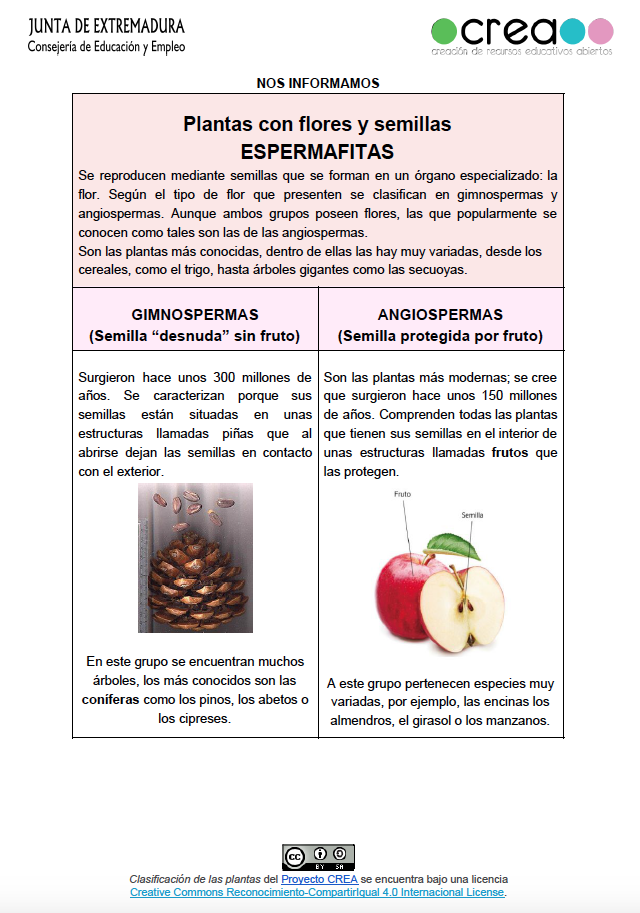 JUNTA DE EXTREMADURA
Consejería de Educación y Empleo
crea
creación de recursos educativos abiertos
NOS INFORMAMOS
Plantas con flores y semillas
ESPERMAFITAS
Se reproducen mediante semillas que se forman en un órgano especializado: la
flor. Según el tipo de flor que presenten se clasifican en gimnospermas y
angiospermas. Aunque ambos grupos poseen flores, las que popularmente se
conocen como tales son las de las angiospermas.
Son las plantas más conocidas, dentro de ellas las hay muy variadas, desde los
cereales, como el trigo, hasta árboles gigantes como las secuoyas.
GIMNOSPERMAS
(Semilla “desnuda” sin fruto)
Surgieron hace unos 300 millones de
años. Se caracterizan porque sus
semillas están situadas en unas
estructuras llamadas piñas que al
abrirse dejan las semillas en contacto
con el exterior.
En este grupo se encuentran muchos
árboles, los más conocidos son las
coníferas como los pinos, los abetos o
los cipreses.
ANGIOSPERMAS
(Semilla protegida por fruto)
Son las plantas más modernas; se cree
que surgieron hace unos 150 millones
de años. Comprenden todas las plantas
que tienen sus semillas en el interior de
unas estructuras llamadas frutos que
las protegen.
Fruto
Semilla
A este grupo pertenecen especies muy
variadas, por ejemplo, las encinas los
almendros, el girasol o los manzanos.
cc
BY SA
Clasificación de las plantas del Proyecto CREA se encuentra bajo una licencia
Creative Commons Reconocimiento-CompartirIgual 4.0 Internacional License.